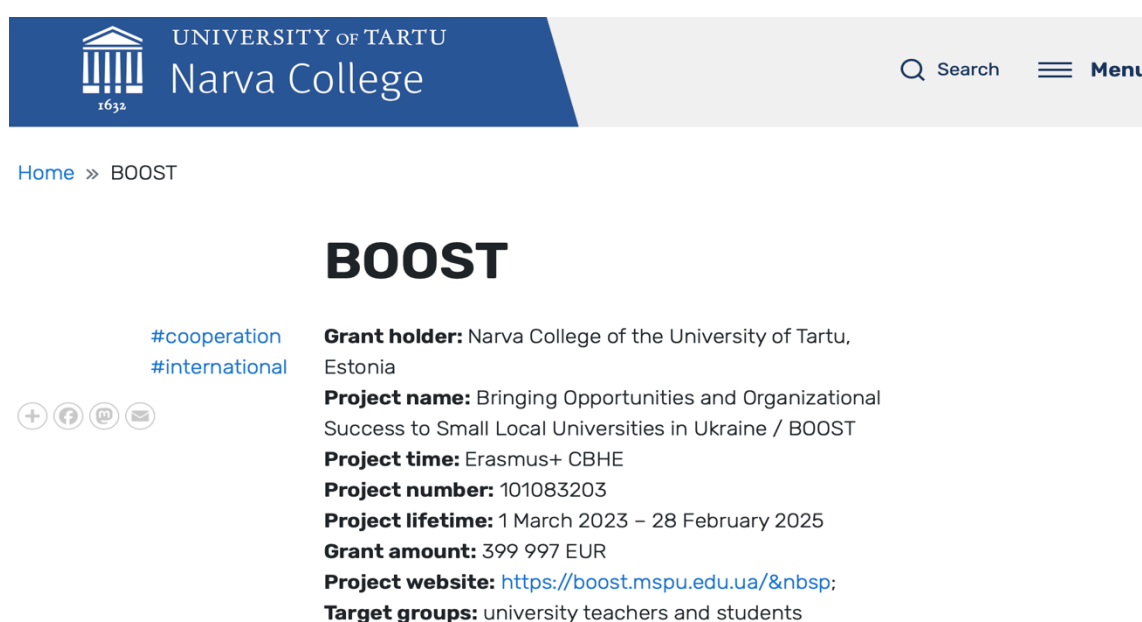 UNIVERSITY OF TARTU
Narva College
1632
Search
Menu
Home » BOOST
BOOST
#cooperation
#international
Grant holder: Narva College of the University of Tartu,
Estonia
Project name: Bringing Opportunities and Organizational
Success to Small Local Universities in Ukraine / BOOST
Project time: Erasmus+ CBHE
Project number: 101083203
Project lifetime: 1 March 2023 – 28 February 2025
Grant amount: 399 997 EUR
Project website: https://boost.mspu.edu.ua/&nbsp;
Target groups: university teachers and students